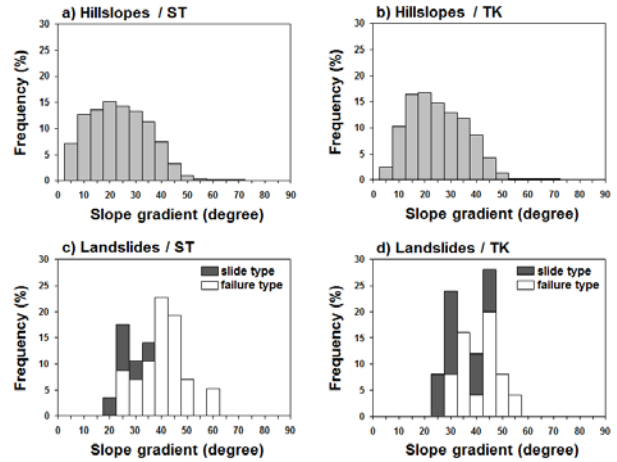 a) Hillslopes / ST
30
25
20
15
10
5
0
Frequency (%)
0 10 20 30 40 50 60 70 80 90
Slope gradient (degree)
b) Hillslopes / TK
30
25
20
15
10
5
0
Frequency (%)
0 10 20 30 40 50 60 70 80 90
Slope gradient (degree)
c) Landslides / ST
slide type
failure type
30
25
20
15
10
5
0
Frequency (%)
0 10 20 30 40 50 60 70 80 90
Slope gradient (degree)
d) Landslides / TK
slide type
failure type
30
25
20
15
10
5
0
Frequency (%)
0 10 20 30 40 50 60 70 80 90
Slope gradient (degree)